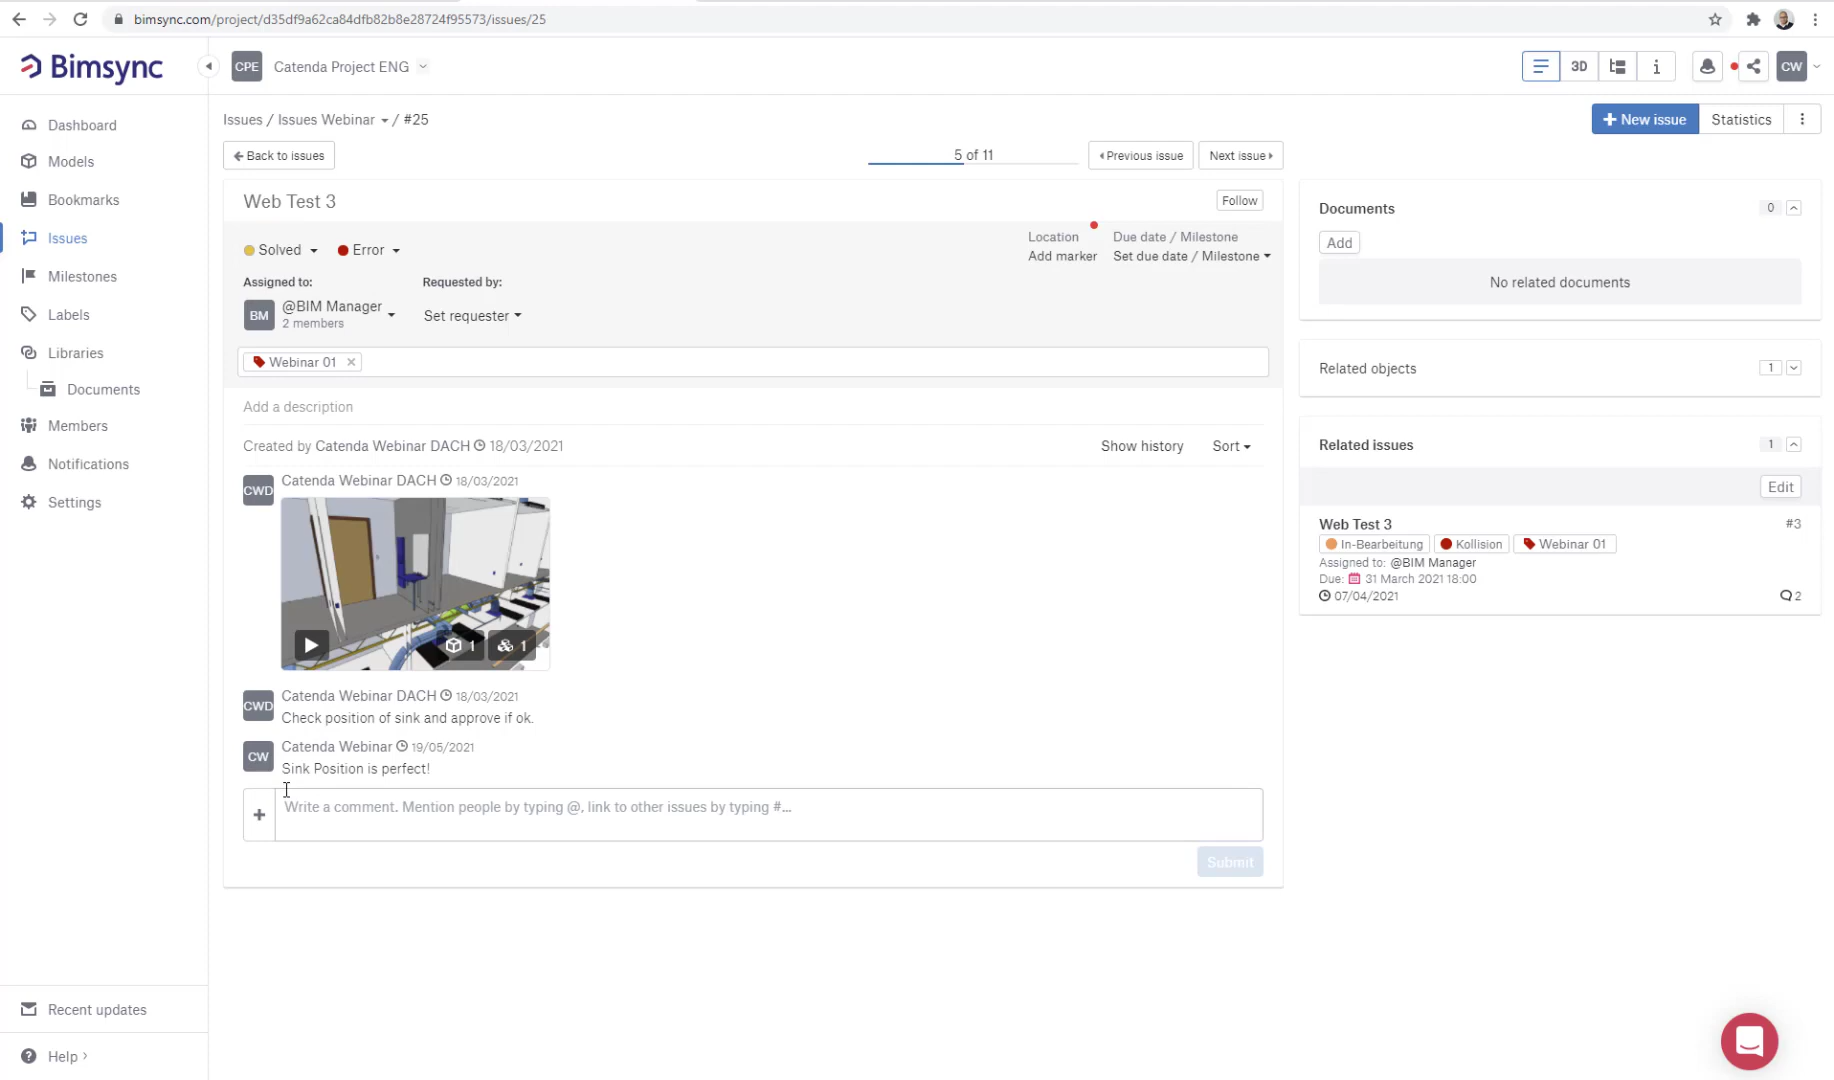 bimsync.com/project/d35df9a62ca84dfb82b8e28724f95573/issues/25
Bimsync
CPE Catenda Project ENG
3D
CW
Dashboard
Models
Bookmarks
Issues
Milestones
Labels
Libraries
Documents
Members
Notifications
Settings
Recent updates
Help
Issues / Issues Webinar / #25
+ New issue
Statistics
Back to issues
5 of 11
Previous issue
Next issue
Web Test 3
Follow
Solved
Error
Location
Add marker
Due date / Milestone
Set due date / Milestone
Assigned to:
BM @BIM Manager
2 members
Requested by:
Set requester
Webinar 01
Add a description
Created by Catenda Webinar DACH 18/03/2021
Show history
Sort
CWD Catenda Webinar DACH 18/03/2021
1
1
CWD Catenda Webinar DACH 18/03/2021
Check position of sink and approve if ok.
CW Catenda Webinar 19/05/2021
Sink Position is perfect!
Write a comment. Mention people by typing @, link to other issues by typing #...
Submit
Documents 0
Add
No related documents
Related objects 1
Related issues 1
Edit
Web Test 3 #3
In-Bearbeitung Kollision Webinar 01
Assigned to: @BIM Manager
Due: 31 March 2021 18:00
07/04/2021 2